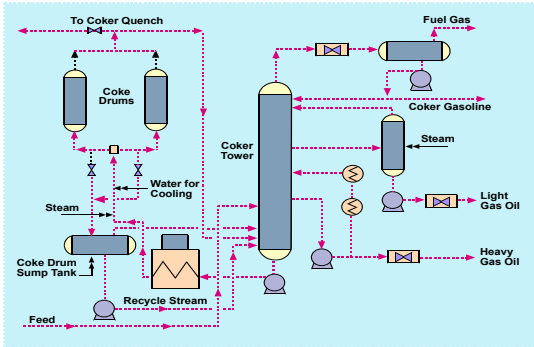 To Coker Quench
Fuel Gas
Coke
Drums
Coker Gasoline
Coker
Tower
Steam
Water for
Cooling
Steam
Light
Gas Oil
Coke Drum
Sump Tank
Heavy
Gas Oil
Recycle Stream
Feed